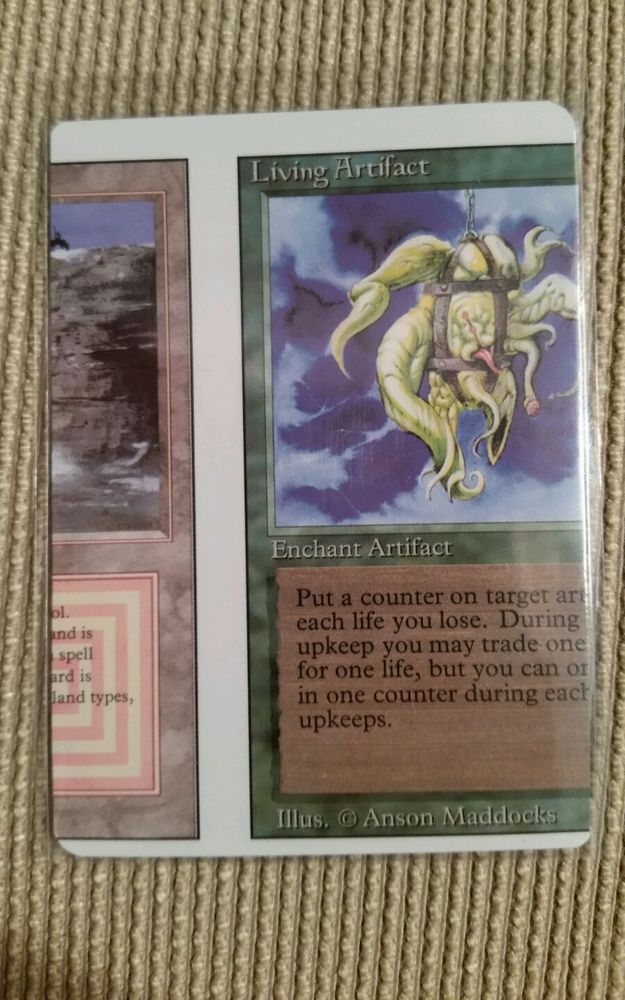 Living Artifact
Enchant Artifact
ol.
and is
spell
ard is
land types,
Put a counter on target art
each life you lose. During
upkeep you may trade one
for one life, but you can or
in one counter during each
upkeeps.
Illus. © Anson Maddocks